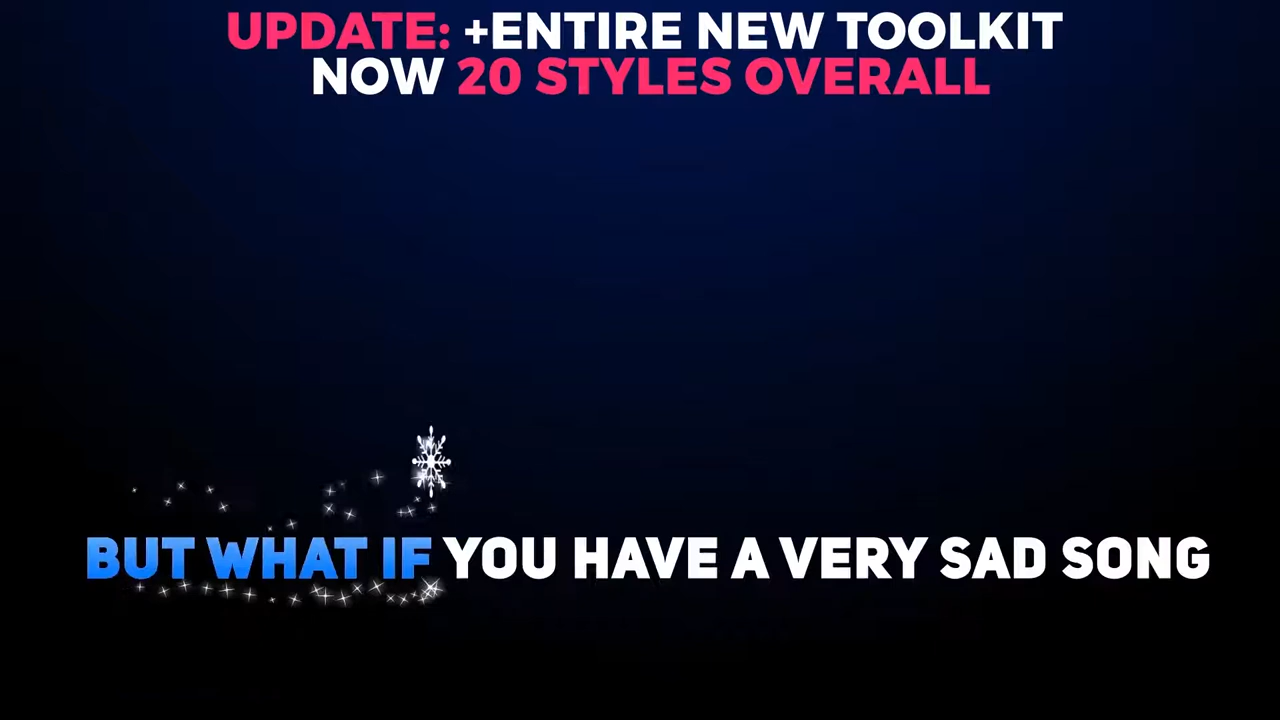 UPDATE: +ENTIRE NEW TOOLKIT
NOW 20 STYLES OVERALL
BUT WHAT IF YOU HAVE A VERY SAD SONG